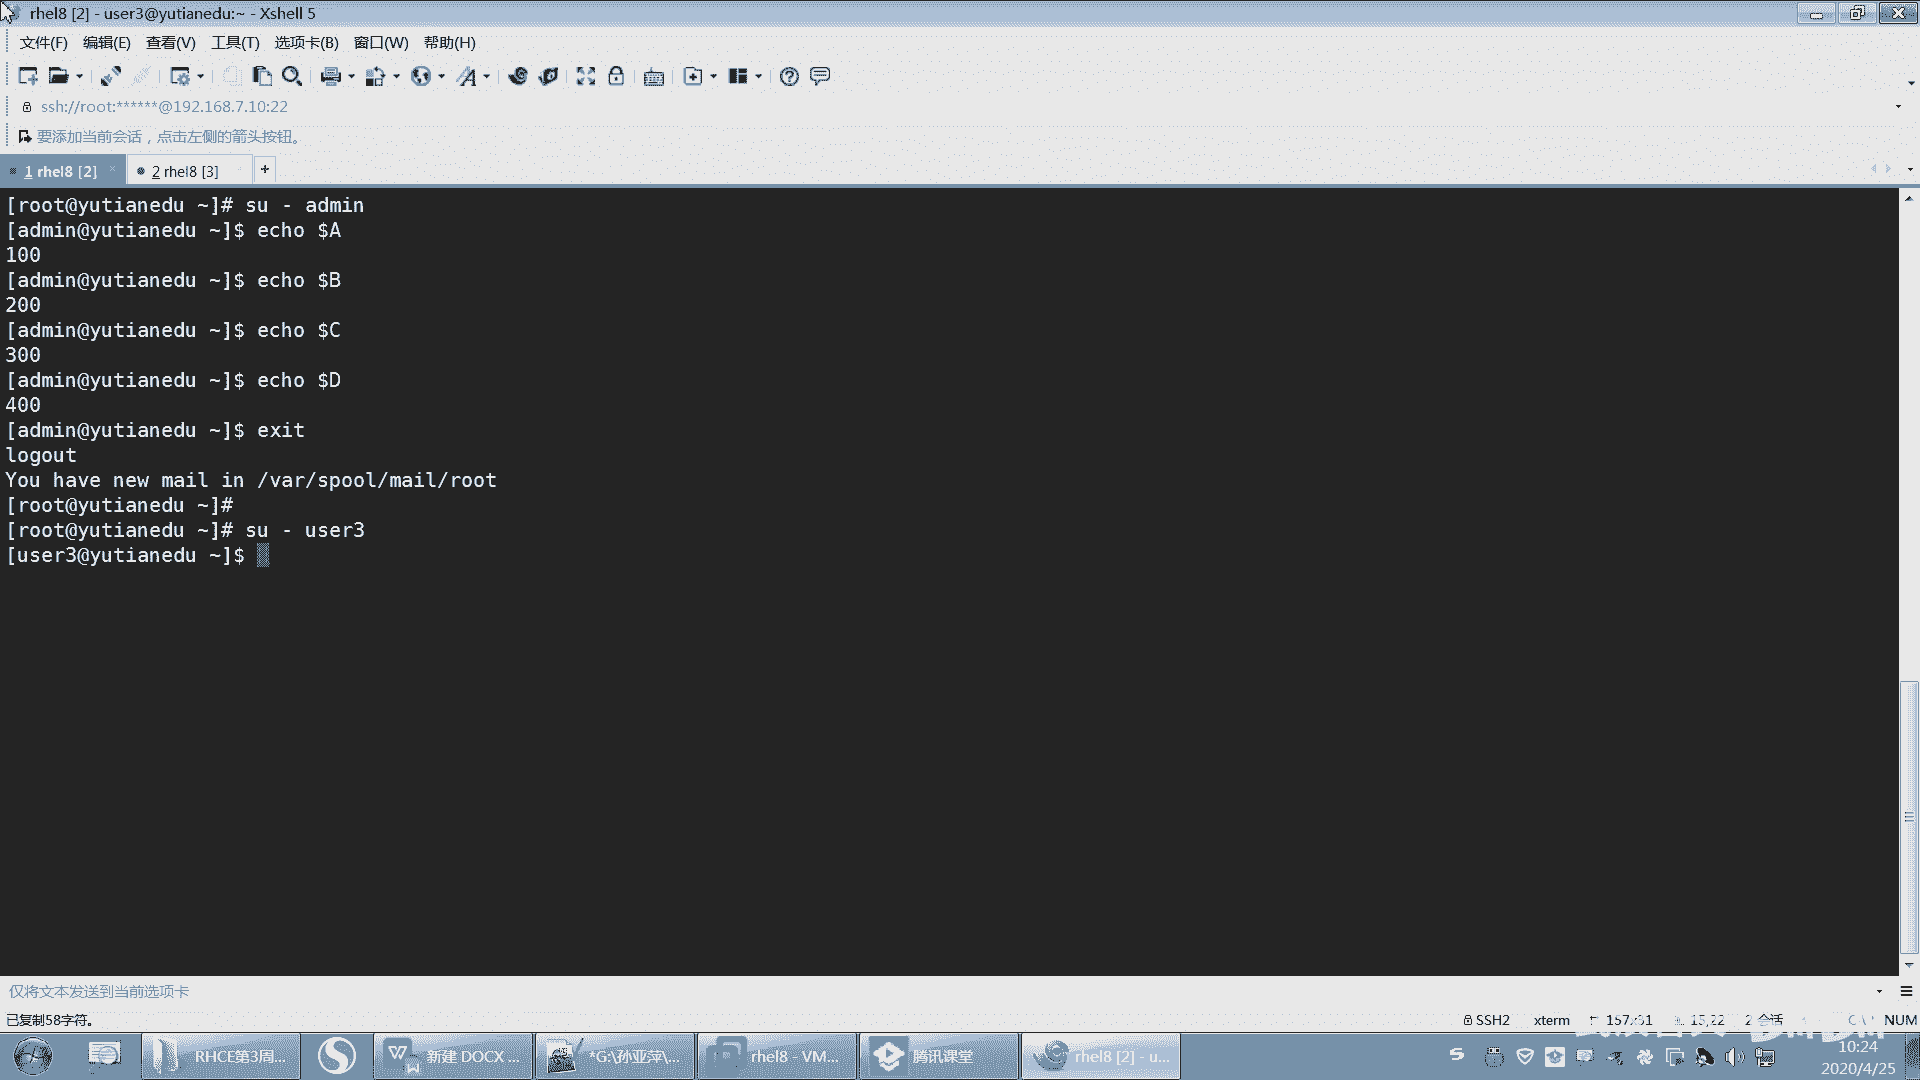 rhel8 [2] - user3@yutianedu:~ - Xshell 5
文件(F) 编辑(E) 查看(V) 工具(T) 选项卡(B) 窗口(W) 帮助(H)
ssh://root:******@192.168.7.10:22
要添加当前会话，点击左侧的箭头按钮。
1 rhel8 [2] 2 rhel8 [3] +
[root@yutianedu ~]# su - admin
[admin@yutianedu ~]$ echo $A
100
[admin@yutianedu ~]$ echo $B
200
[admin@yutianedu ~]$ echo $C
300
[admin@yutianedu ~]$ echo $D
400
[admin@yutianedu ~]$ exit
logout
You have new mail in /var/spool/mail/root
[root@yutianedu ~]#
[root@yutianedu ~]# su - user3
[user3@yutianedu ~]$
仅将文本发送到当前选项卡
已复制58字符。
SSH2 xterm 15,22 2 会话 NUM
RHCE第3周... 新建 DOCX ... *G:\孙亚萍\... rhel8 - VM... 腾讯课堂 rhel8 [2] - u...
10:24
2020/4/25